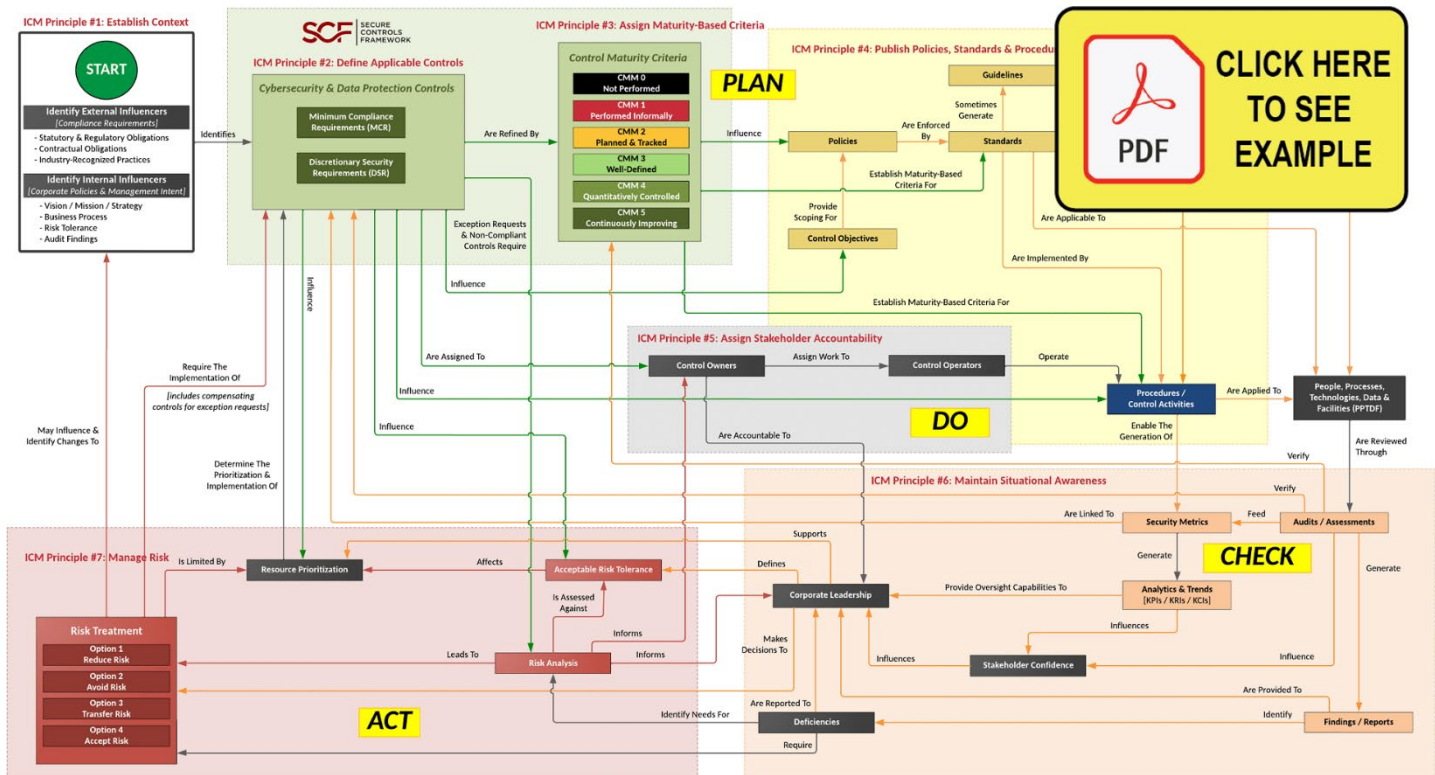 ICM Principle #1: Establish Context
START
Identify External Influencers
[Compliance Requirements]
- Statutory & Regulatory Obligations
- Contractual Obligations
- Industry-Recognized Practices
Identify Internal Influencers
[Corporate Policies & Management Intent]
- Vision / Mission / Strategy
- Business Process
- Risk Tolerance
- Audit Findings
Identifies
SCF
SECURE
CONTROLS
FRAMEWORK
ICM Principle #2: Define Applicable Controls
Cybersecurity & Data Protection Controls
Minimum Compliance
Requirements (MCR)
Discretionary Security
Requirements (DSR)
Are Refined By
Exception Requests
& Non-Compliant
Controls Require
ICM Principle #3: Assign Maturity-Based Criteria
Control Maturity Criteria
CMM 0
Not Performed
CMM 1
Performed Informally
CMM 2
Planned & Tracked
CMM 3
Well-Defined
CMM 4
Quantitatively Controlled
CMM 5
Continuously Improving
PLAN
Influence
ICM Principle #4: Publish Policies, Standards &
Guidelines
Sometimes
Generate
Policies
Are Enforced
By
Standards
Establish Maturity-Based
Criteria For
Provide
Scoping For
Control Objectives
Are Applicable To
Are Implemented By
PDF
CLICK HERE
TO SEE
EXAMPLE
Influence
Influence
Establish Maturity-Based Criteria For
ICM Principle #5: Assign Stakeholder Accountability
Are Assigned To
Control Owners
Assign Work To
Control Operators
Operate
Influence
Procedures /
Control Activities
Are Applied To
People, Processes,
Technologies, Data &
Facilities (PPTDF)
DO
Influence
Are Accountable To
Enable The
Generation Of
Are Reviewed
Through
Require The
Implementation Of
[includes compensating
controls for exception requests]
May Influence &
Identify Changes To
Determine The
Prioritization &
Implementation Of
Verify
Verify
ICM Principle #6: Maintain Situational Awareness
Are Linked To
Security Metrics
Feed
Audits / Assessments
Generate
CHECK
Generate
Analytics & Trends
[KPIs / KRIs / KCIs]
Provide Oversight Capabilities To
Influences
Stakeholder Confidence
Influences
Influence
Are Provided To
Identify
Findings / Reports
Supports
Defines
Corporate Leadership
Makes
Decisions To
Are Reported To
Deficiencies
Require
Identify Needs For
ICM Principle #7: Manage Risk
Is Limited By
Resource Prioritization
Affects
Acceptable Risk Tolerance
Is Assessed
Against
Informs
Informs
Risk Analysis
Leads To
Risk Treatment
Option 1
Reduce Risk
Option 2
Avoid Risk
Option 3
Transfer Risk
Option 4
Accept Risk
ACT